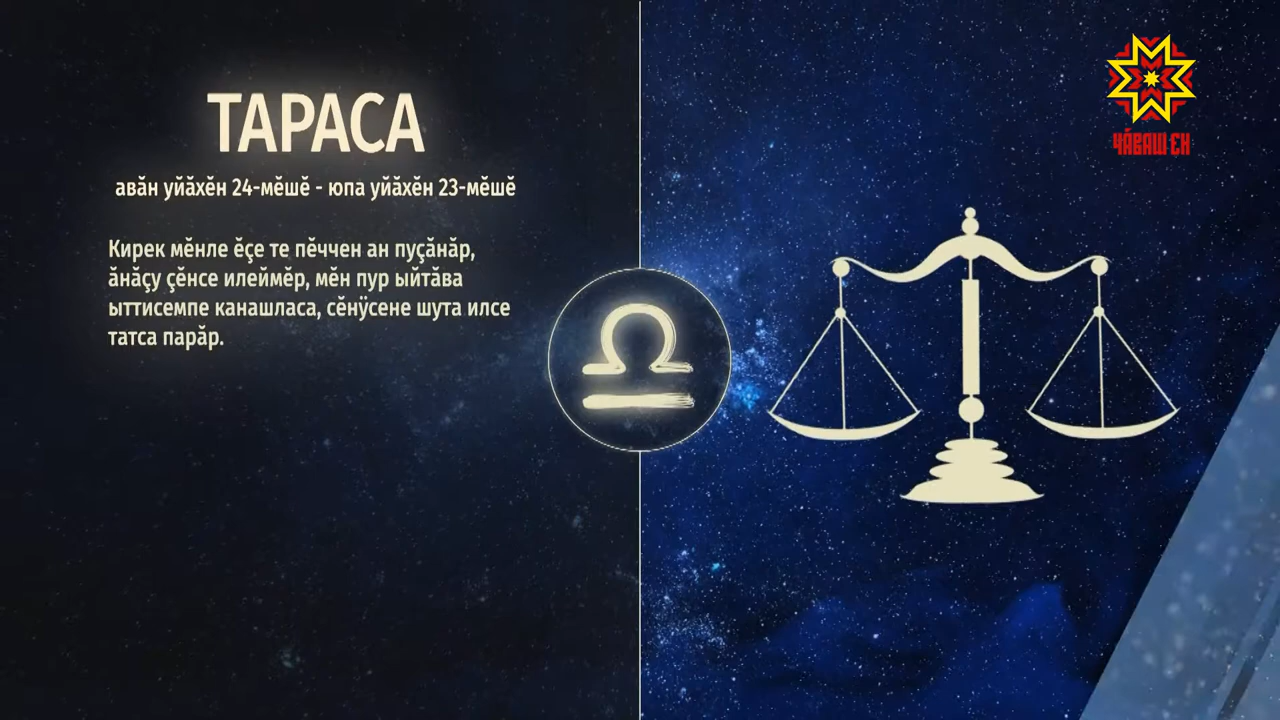 ТАРАСА
авӑн уйӑхӗн 24-мӗшӗ - юпа уйӑхӗн 23-мӗшӗ
Кирек мӗнле ӗҫе те пӗччен ан пуҫӑнӑр,
ӑнӑҫу ҫӗнсе илеймӗр, мӗн пур ыйтӑва
ыттисемпе канашласа, сӗнӳсене шута илсе
татса парӑр.
ЧӐВАШ ЕН